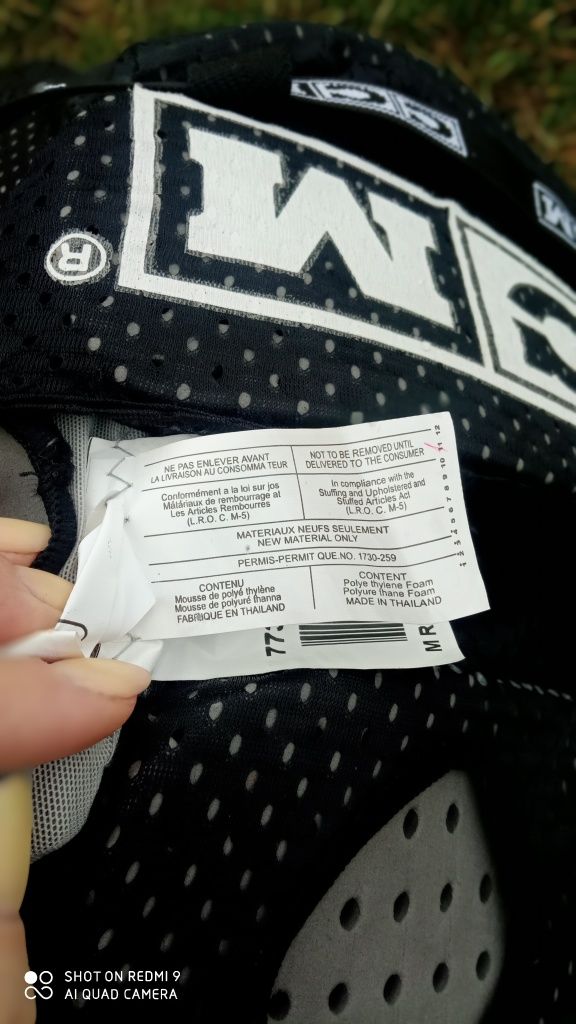 CCM
®
M
C
NE PAS ENLEVER AVANT
LA LIVRAISON AU CONSOMMA TEUR
NOT TO BE REMOVED UNTIL
DELIVERED TO THE CONSUMER
Conformément a la loi sur jos
Matáriaux de rembourrage at
Les Articles Rembourrés
(L.R.O. C. M-5)
In compliance with the
Stuffing and Upholstered and
Stuffed Articles Act
(L.R.O. C. M-5)
MATERIAUX NEUFS SEULEMENT
NEW MATERIAL ONLY
PERMIS-PERMIT QUE.NO. 1730-259
CONTENU
Mousse de polyé thylène
Mousse de polyuré thanna
FABRIQUE EN THAILAND
CONTENT
Polye thylene Foam
Polyure thane Foam
MADE IN THAILAND
1 2 3 4 5 6 7 8 9 10 11 12
773
MR
SHOT ON REDMI 9
AI QUAD CAMERA